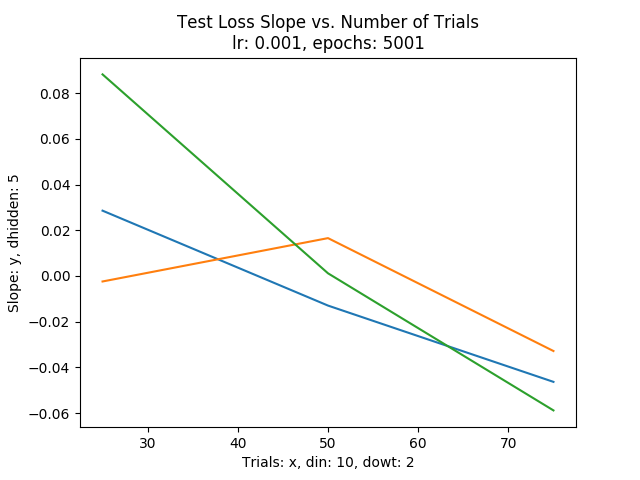 Test Loss Slope vs. Number of Trials
lr: 0.001, epochs: 5001
Slope: y, dhidden: 5
0.08
0.06
0.04
0.02
0.00
−0.02
−0.04
−0.06
30 40 50 60 70
Trials: x, din: 10, dowt: 2